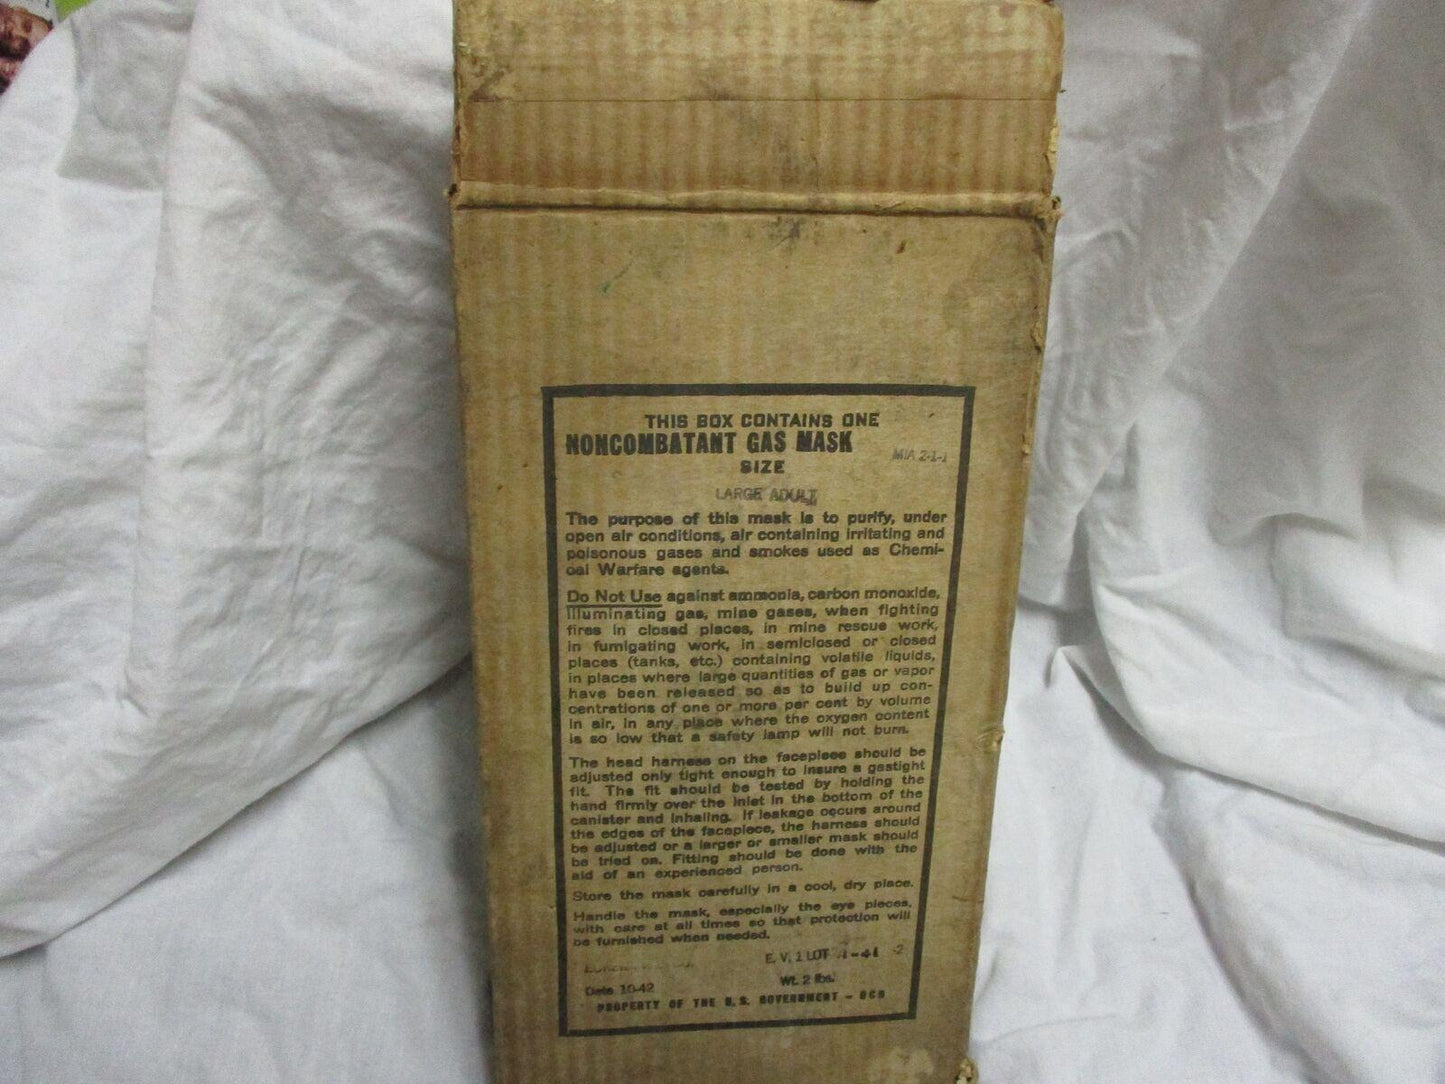 THIS BOX CONTAINS ONE
NONCOMBATANT GAS MASK
MIA 2-1-1
SIZE
LARGE ADULT
The purpose of this mask is to purify, under
open air conditions, air containing irritating and
poisonous gases and smokes used as Chemi-
cal Warfare agents.
Do Not Use against ammonia, carbon monoxide,
illuminating gas, mine gases, when fighting
fires in closed places, in mine rescue work,
in fumigating work, in semiclosed or closed
places (tanks, etc.) containing volatile liquids,
in places where large quantities of gas or vapor
have been released so as to build up con-
centrations of one or more per cent by volume
in air, in any place where the oxygen content
is so low that a safety lamp will not burn.
The head harness on the facepiece should be
adjusted only tight enough to insure a gastight
fit. The fit should be tested by holding the
hand firmly over the inlet in the bottom of the
canister and inhaling. If leakage occurs around
the edges of the facepiece, the harness should
be adjusted or a larger or smaller mask should
be tried on. Fitting should be done with the
aid of an experienced person.
Store the mask carefully in a cool, dry place.
Handle the mask, especially the eye pieces,
with care at all times so that protection will
be furnished when needed.
E. V. 1 LOT
Date 10-42
Wt. 2 lbs.
PROPERTY OF THE U. S. GOVERNMENT - OCD